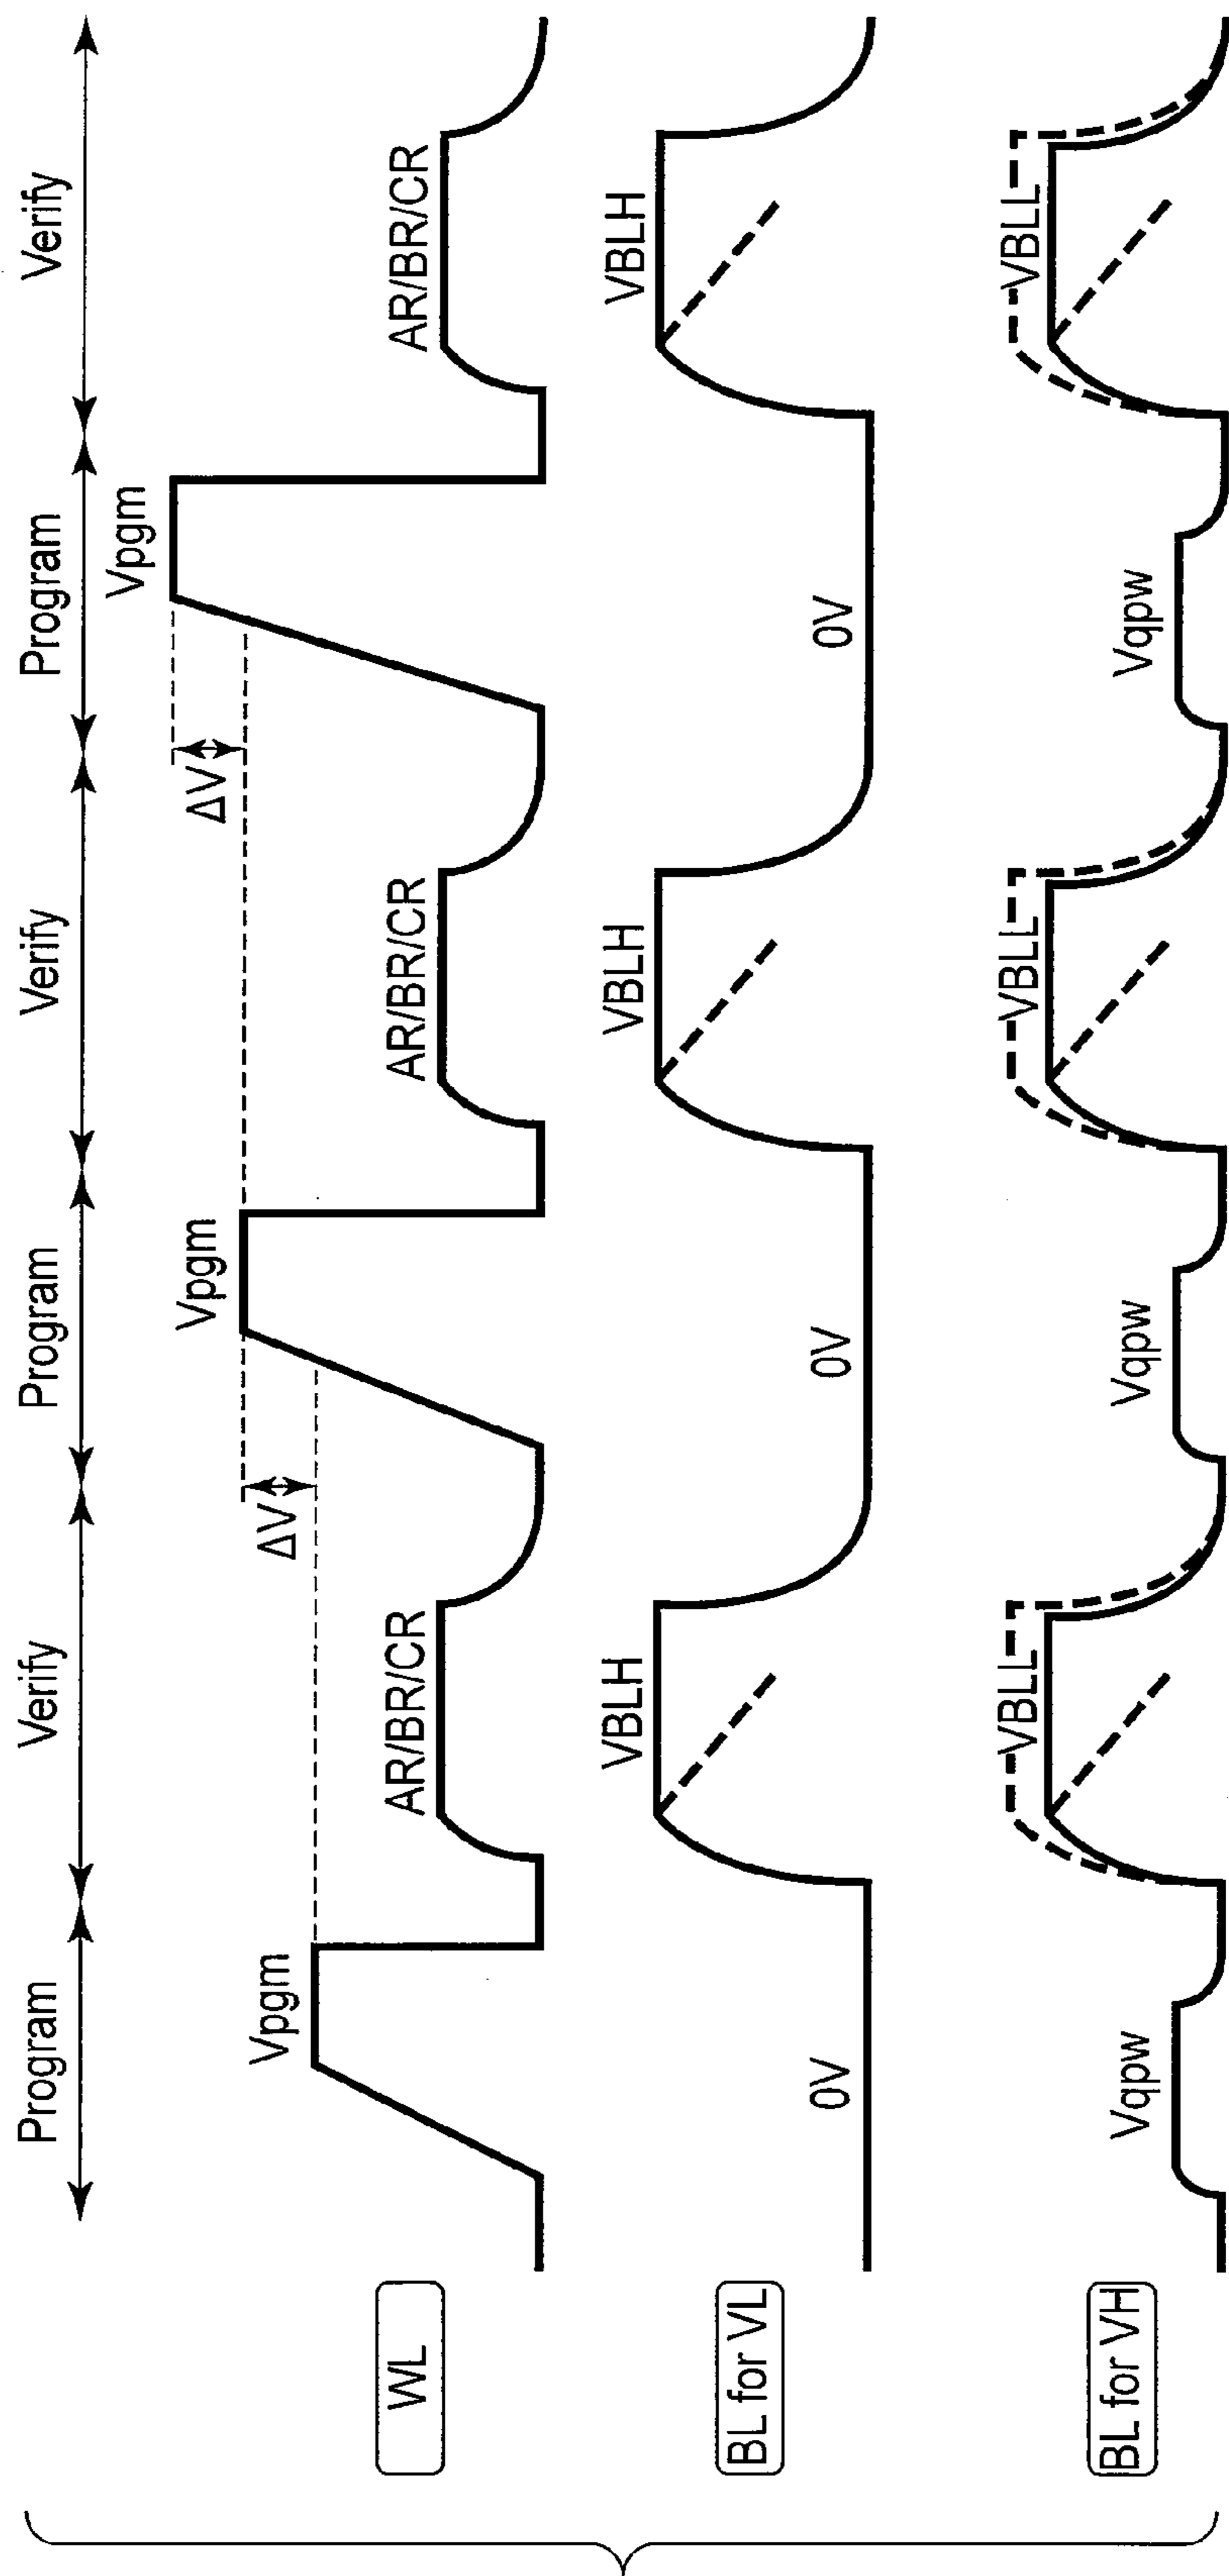 Program
Verify
Program
Verify
Program
Verify
WL
Vpgm
AR/BR/CR
ΔV
Vpgm
AR/BR/CR
ΔV
Vpgm
AR/BR/CR
BL for VL
0V
VBLH
0V
VBLH
0V
VBLH
BL for VH
Vqpw
VBLL
Vqpw
VBLL
Vqpw
VBLL